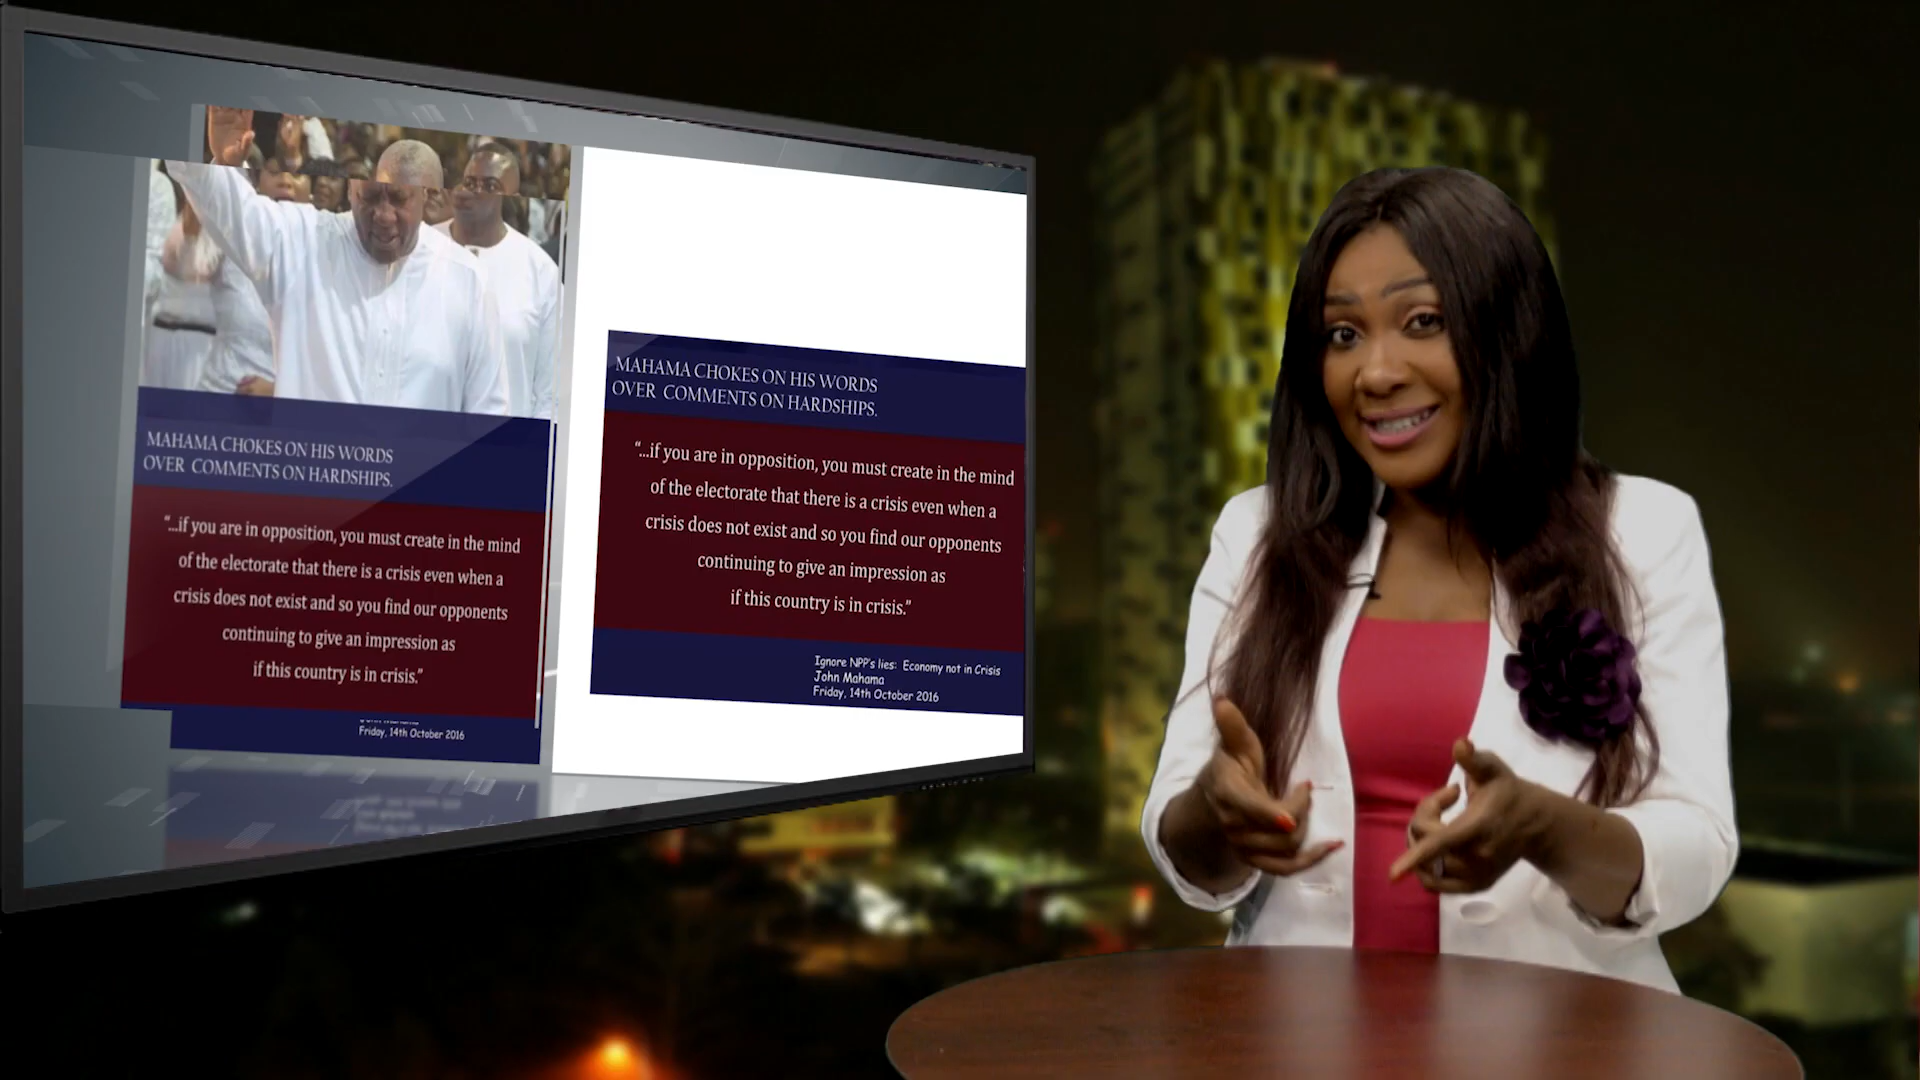 MAHAMA CHOKES ON HIS WORDS
OVER COMMENTS ON HARDSHIPS.
“...if you are in opposition, you must create in the mind
of the electorate that there is a crisis even when a
crisis does not exist and so you find our opponents
continuing to give an impression as
if this country is in crisis.”
Friday, 14th October 2016
MAHAMA CHOKES ON HIS WORDS
OVER COMMENTS ON HARDSHIPS.
“...if you are in opposition, you must create in the mind
of the electorate that there is a crisis even when a
crisis does not exist and so you find our opponents
continuing to give an impression as
if this country is in crisis.”
Ignore NPP's lies: Economy not in Crisis
John Mahama
Friday, 14th October 2016